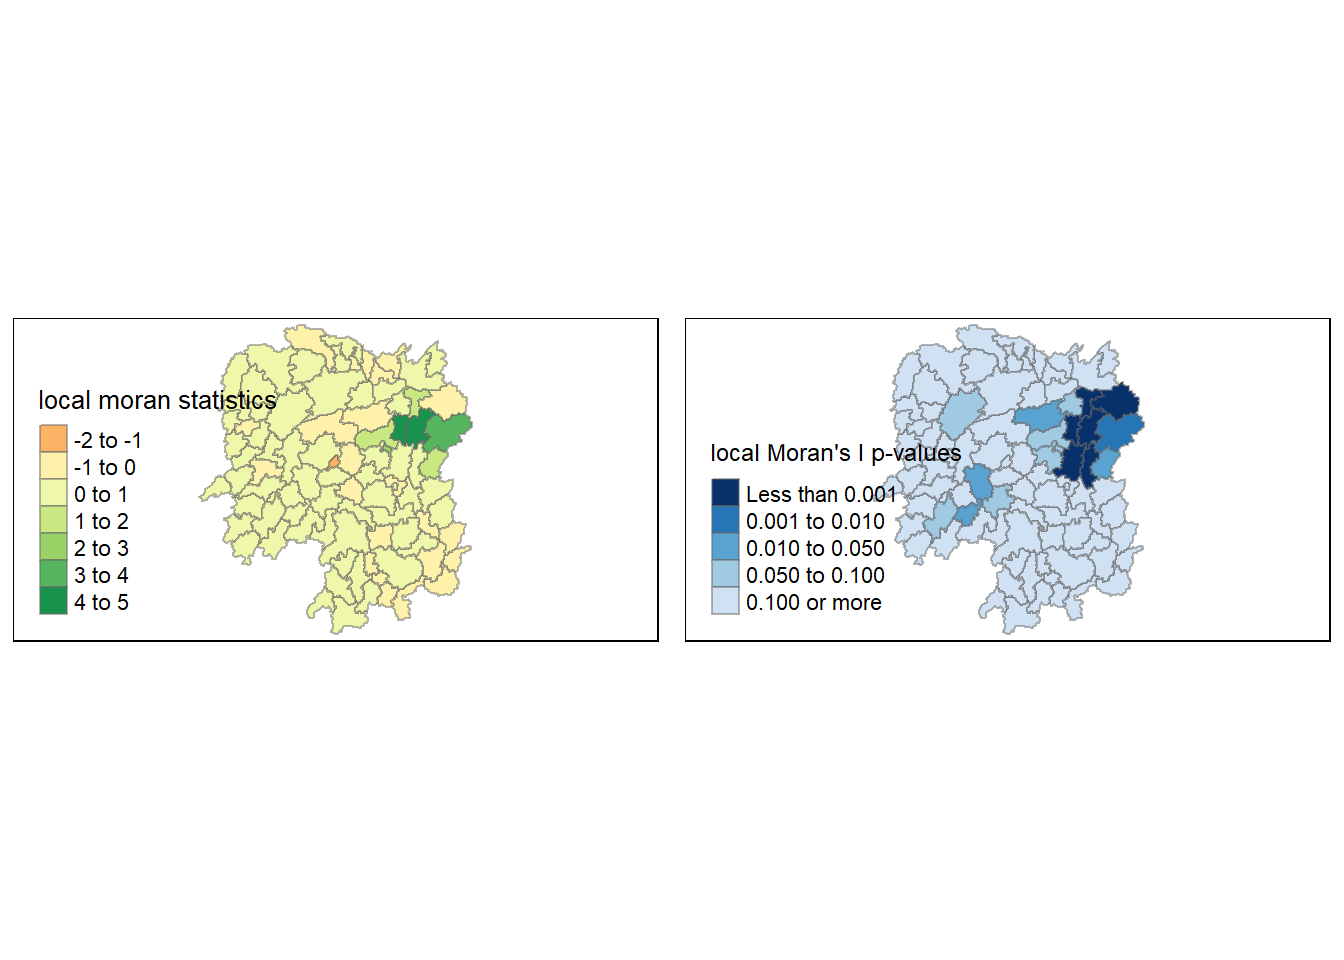 local moran statistics
-2 to -1
-1 to 0
0 to 1
1 to 2
2 to 3
3 to 4
4 to 5
local Moran's I p-values
Less than 0.001
0.001 to 0.010
0.010 to 0.050
0.050 to 0.100
0.100 or more